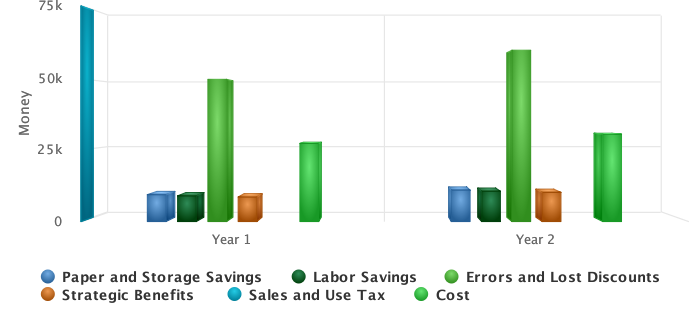 75k
50k
25k
0
Money
Year 1 Year 2
Paper and Storage Savings Labor Savings Errors and Lost Discounts
Strategic Benefits Sales and Use Tax Cost